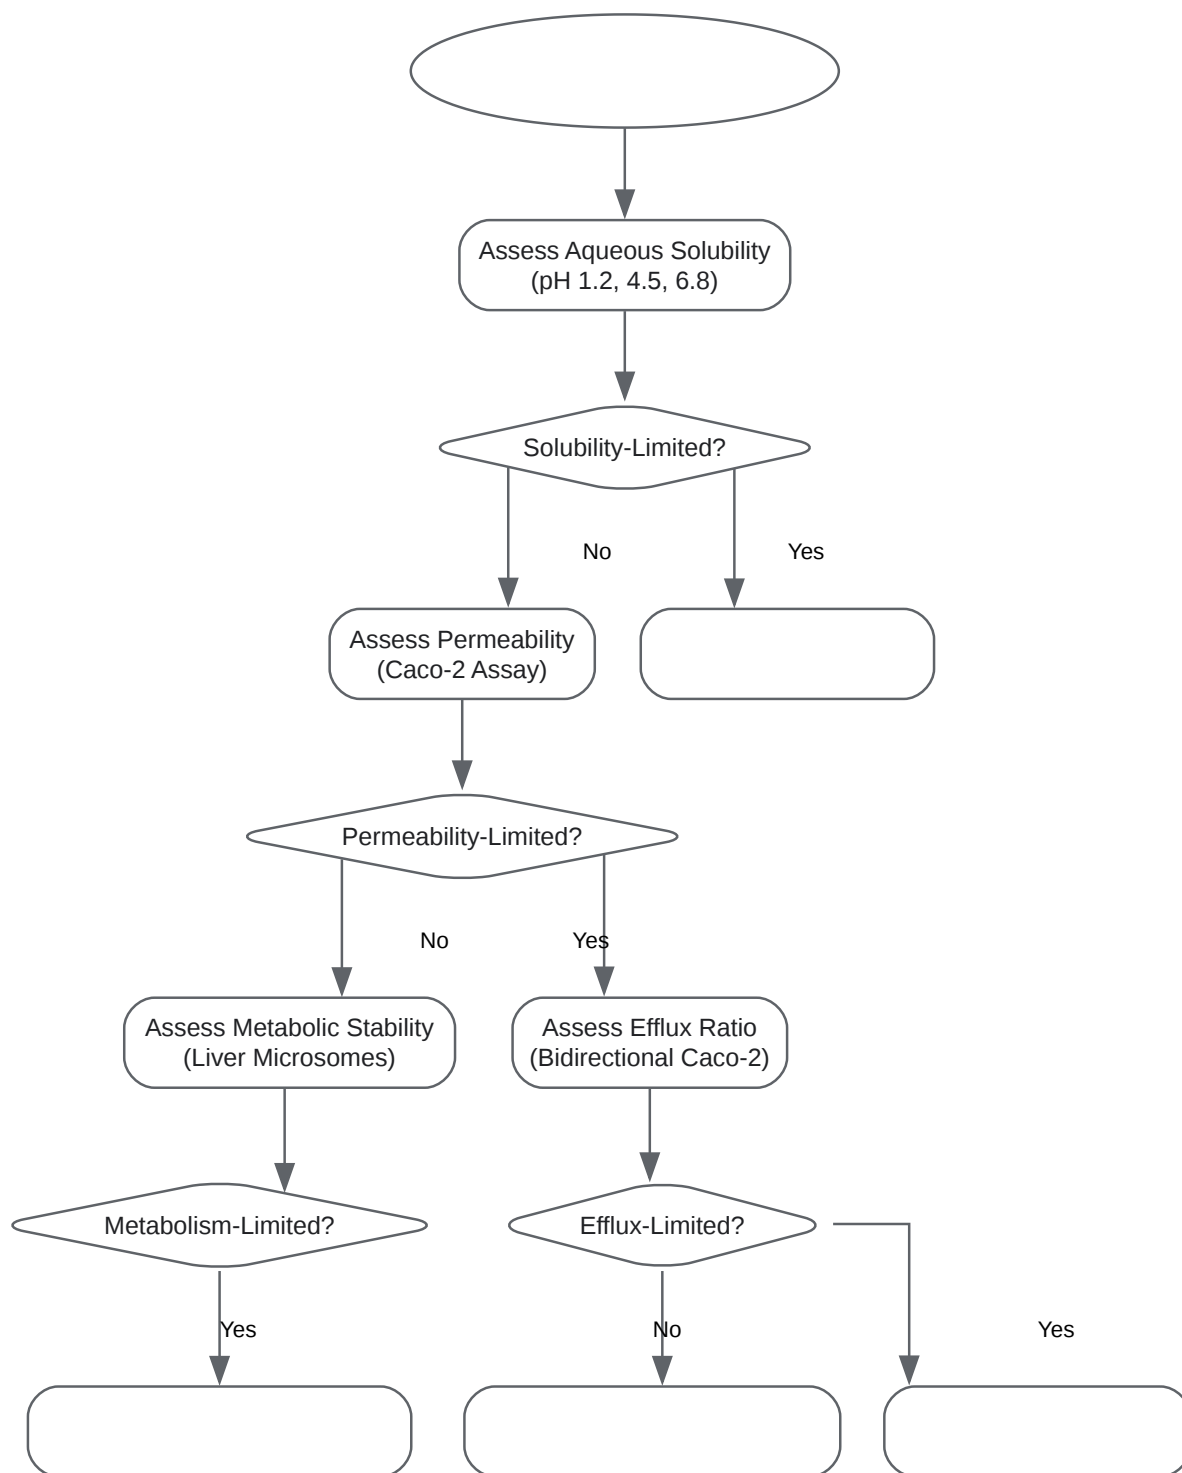 Assess Aqueous Solubility
(pH 1.2, 4.5, 6.8)
Solubility-Limited?
No
Yes
Assess Permeability
(Caco-2 Assay)
Permeability-Limited?
No
Yes
Assess Metabolic Stability
(Liver Microsomes)
Assess Efflux Ratio
(Bidirectional Caco-2)
Metabolism-Limited?
Efflux-Limited?
Yes
No
Yes